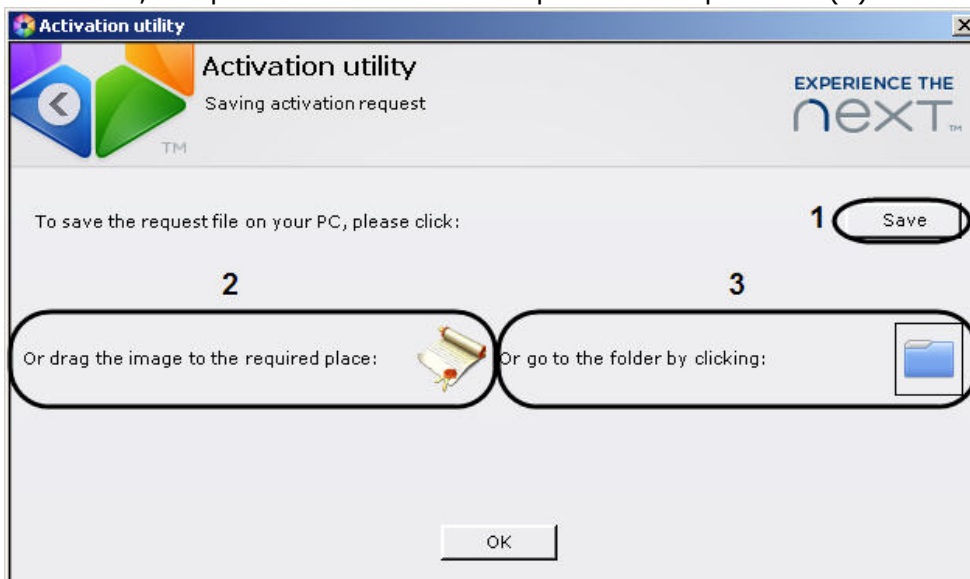 Activation utility
Activation utility
Saving activation request
EXPERIENCE THE
next™
TM
To save the request file on your PC, please click:
1
Save
2
3
Or drag the image to the required place:
Or go to the folder by clicking:
OK